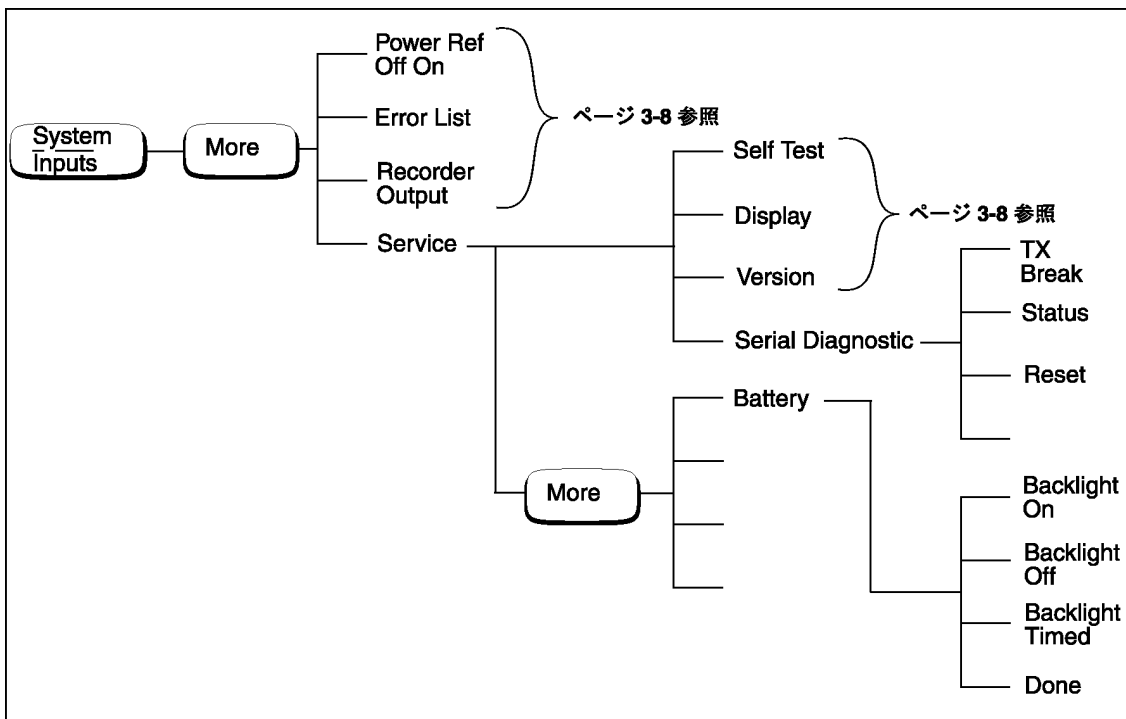 Power Ref
Off On
Error List
Recorder
Output
Service
System
Inputs
More
ページ 3-8 参照
Self Test
Display
Version
Serial Diagnostic
ページ 3-8 参照
TX
Break
Status
Reset
More
Battery
Backlight
On
Backlight
Off
Backlight
Timed
Done